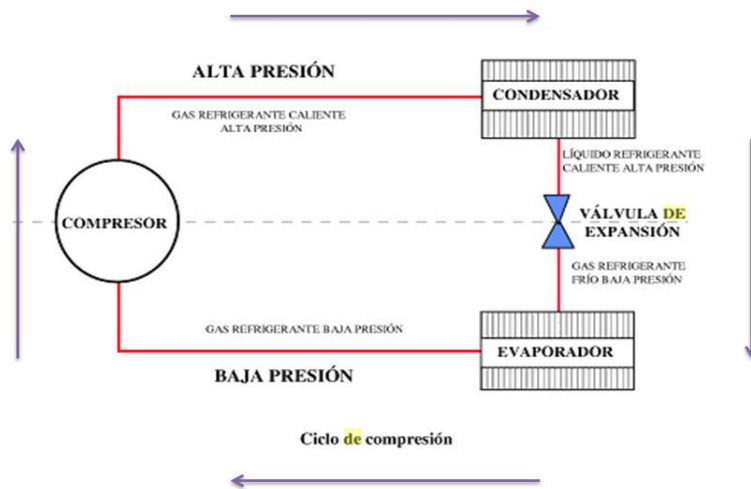 ALTA PRESIÓN
CONDENSADOR
GAS REFRIGERANTE CALIENTE
ALTA PRESIÓN
LÍQUIDO REFRIGERANTE
CALIENTE ALTA PRESIÓN
COMPRESOR
VÁLVULA DE
EXPANSIÓN
GAS REFRIGERANTE
FRÍO BAJA PRESIÓN
GAS REFRIGERANTE BAJA PRESIÓN
EVAPORADOR
BAJA PRESIÓN
Ciclo de compresión